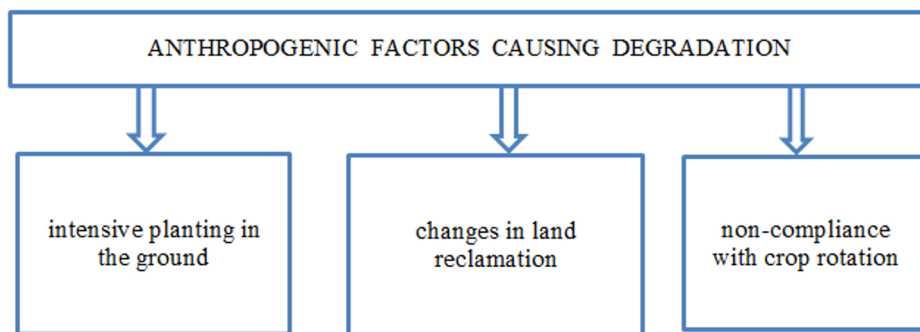 ANTHROPOGENIC FACTORS CAUSING DEGRADATION
intensive planting in
the ground
changes in land
reclamation
non-compliance
with crop rotation